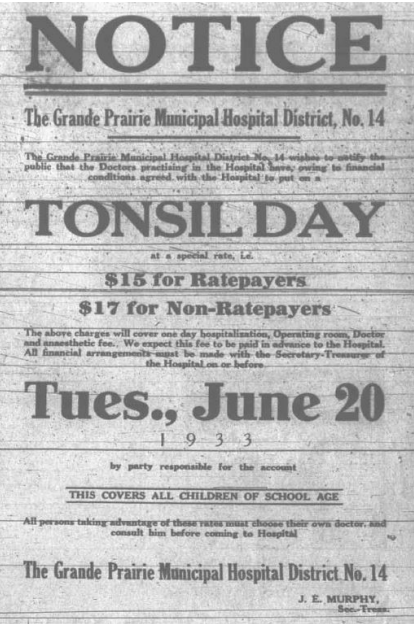 NOTICE
The Grande Prairie Municipal Hospital District, No. 14
The Grande Prairie Municipal Hospital District No. 14 wishes to notify the
public that the Doctors practising in the Hospital have, owing to financial
conditions agreed with the Hospital to put on a
TONSIL DAY
at a special rate, i.e.
$15 for Ratepayers
$17 for Non-Ratepayers
The above charges will cover one day hospitalization, Operating room, Doctor
and anaesthetic fee. We expect this fee to be paid in advance to the Hospital.
All financial arrangements must be made with the Secretary-Treasurer of
the Hospital on or before
Tues., June 20
1933
by party responsible for the account
THIS COVERS ALL CHILDREN OF SCHOOL AGE
All persons taking advantage of these rates must choose their own doctor, and
consult him before coming to Hospital
The Grande Prairie Municipal Hospital District No. 14
J. E. MURPHY,
Sec.-Treas.